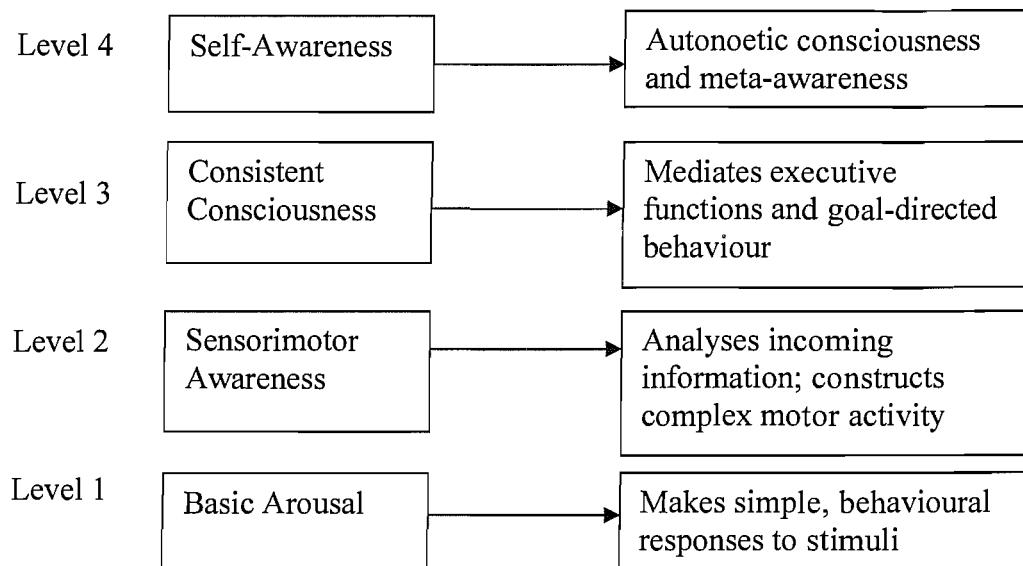 Level 4
Self-Awareness
Autonoetic consciousness
and meta-awareness
Level 3
Consistent
Consciousness
Mediates executive
functions and goal-directed
behaviour
Level 2
Sensorimotor
Awareness
Analyses incoming
information; constructs
complex motor activity
Level 1
Basic Arousal
Makes simple, behavioural
responses to stimuli